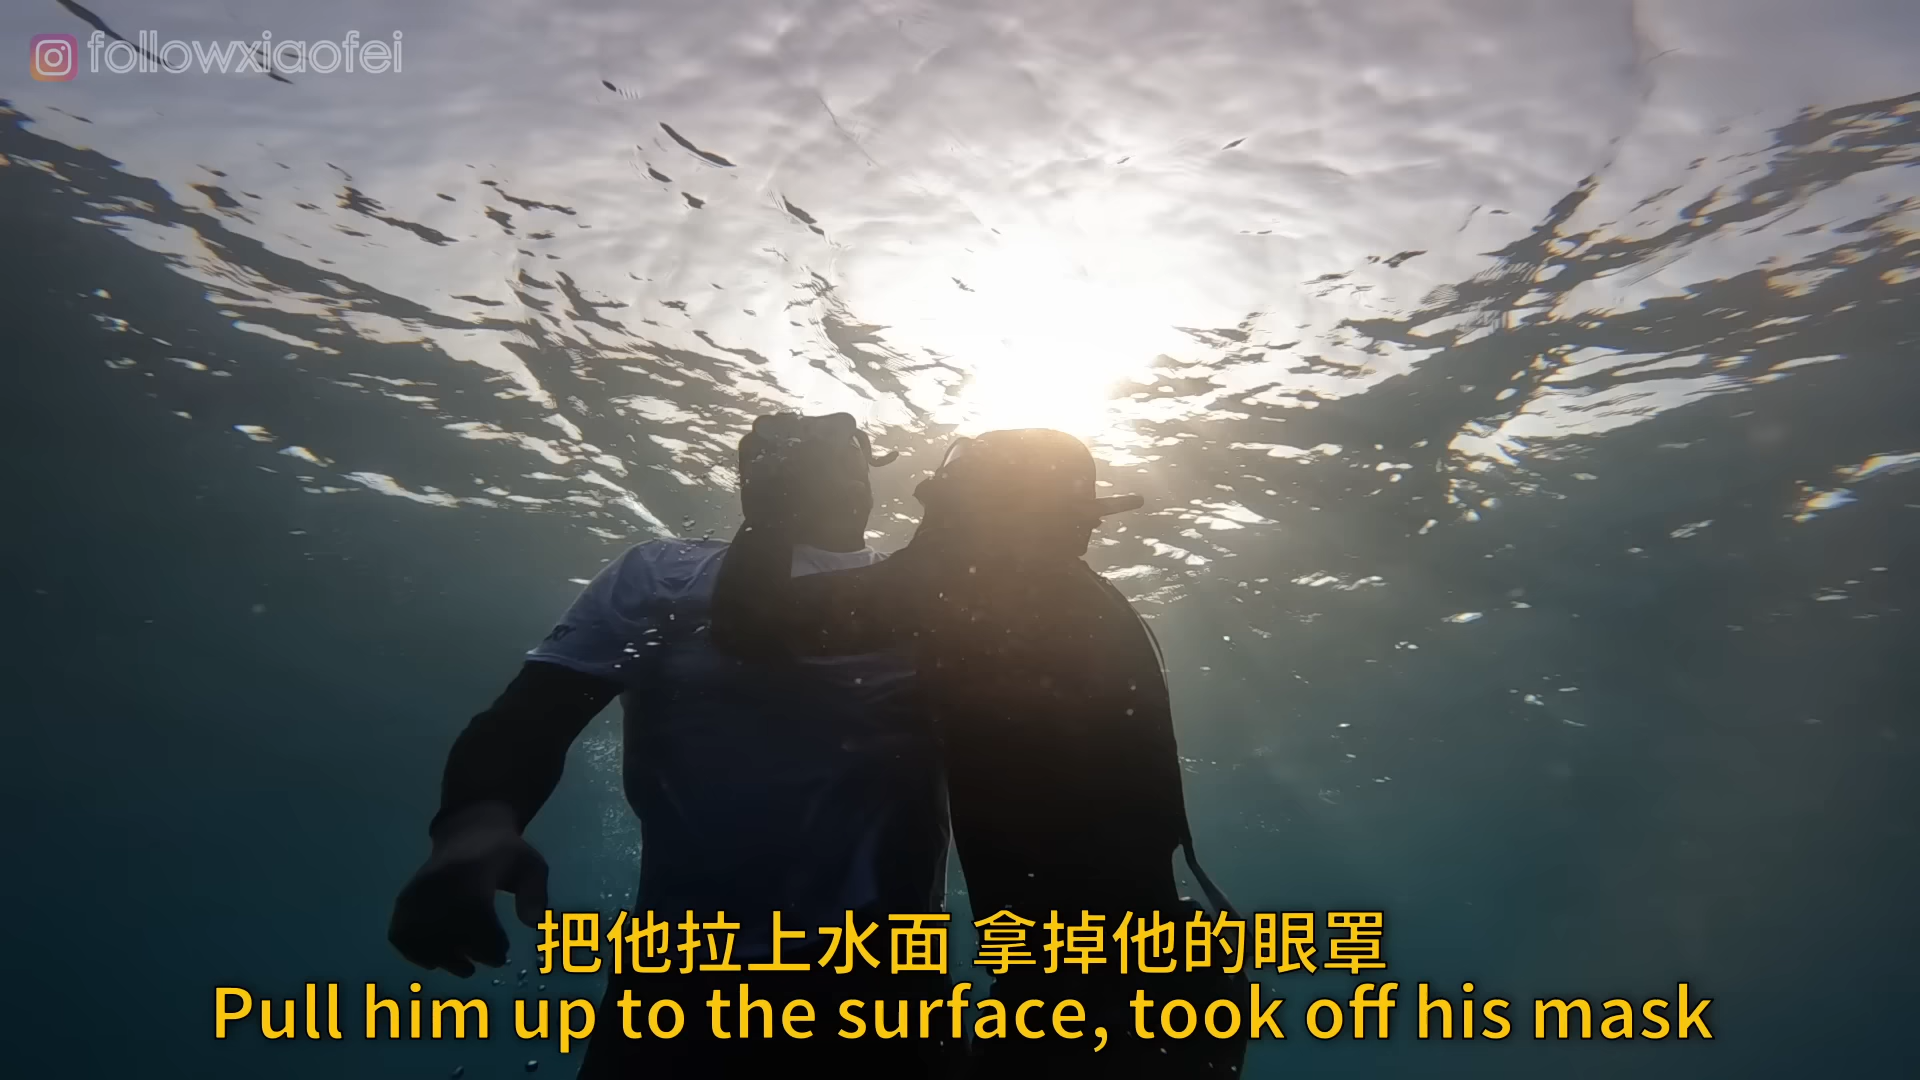 followxiaofei
把他拉上水面 拿掉他的眼罩
Pull him up to the surface, took off his mask